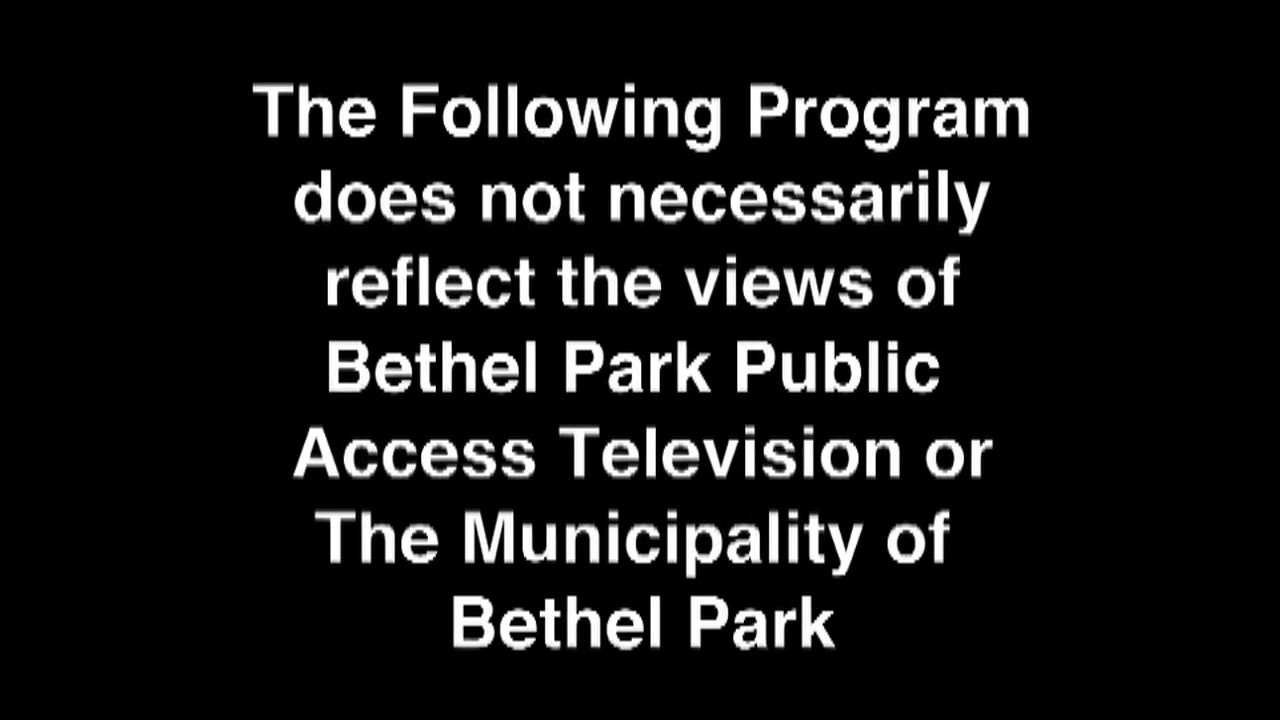 The Following Program
does not necessarily
reflect the views of
Bethel Park Public
Access Television or
The Municipality of
Bethel Park